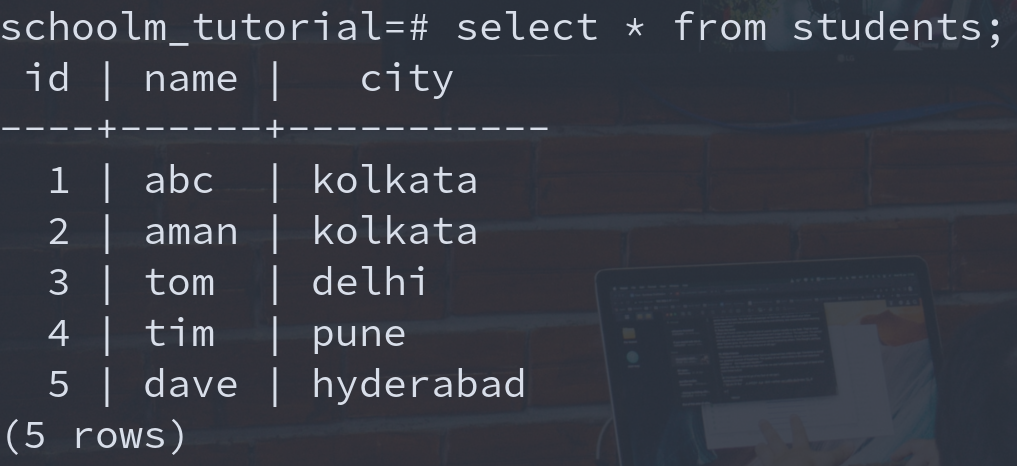 schoolm_tutorial=# select * from students;
 id | name |   city
----+------+-----------
  1 | abc  | kolkata
  2 | aman | kolkata
  3 | tom  | delhi
  4 | tim  | pune
  5 | dave | hyderabad
(5 rows)